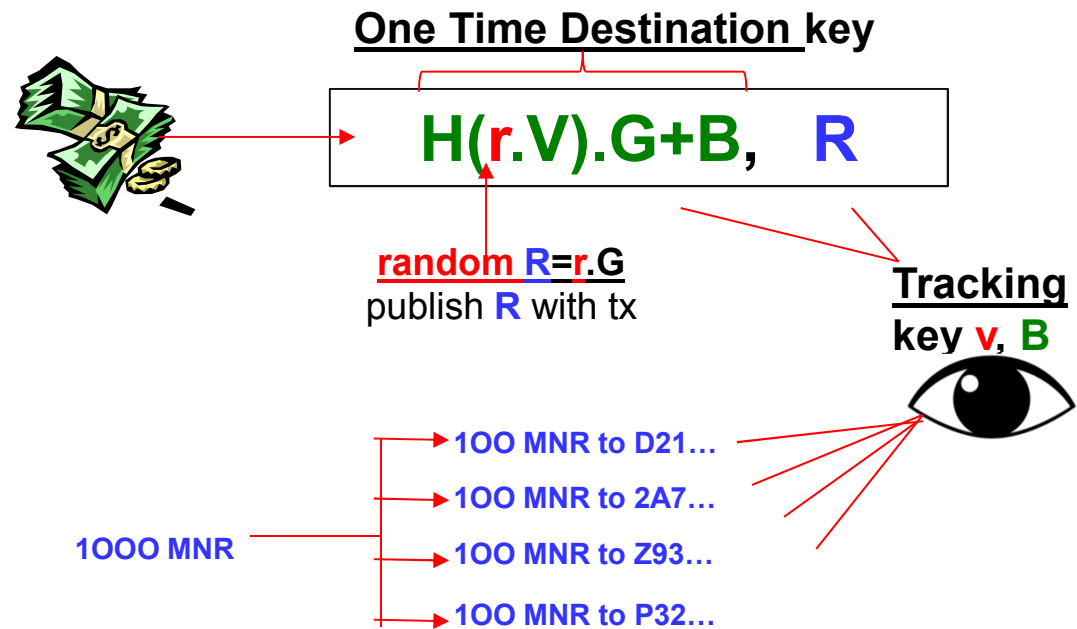 One Time Destination key
H(r.V).G+B, R
random R=r.G
publish R with tx
Tracking
key v, B
1OO MNR to D21…
1OO MNR to 2A7…
1OOO MNR
1OO MNR to Z93…
1OO MNR to P32…